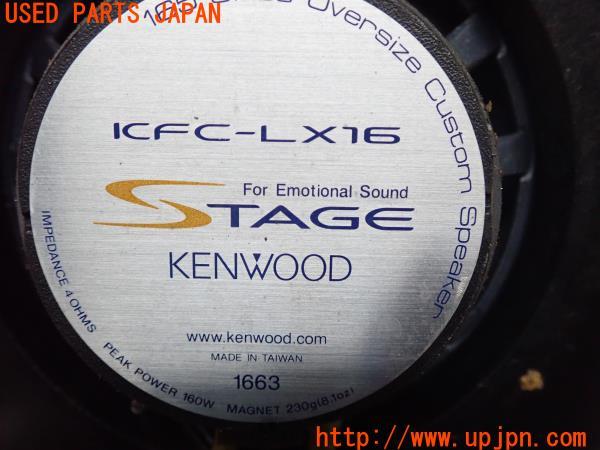 USED PARTS JAPAN
Oversize Custom Speaker
KFC-LX16
For Emotional Sound
STAGE
KENWOOD
www.kenwood.com
MADE IN TAIWAN
1663
IMPEDANCE 4 OHMS PEAK POWER 160W MAGNET 230g(8.1oz)
http://www.upjpn.com